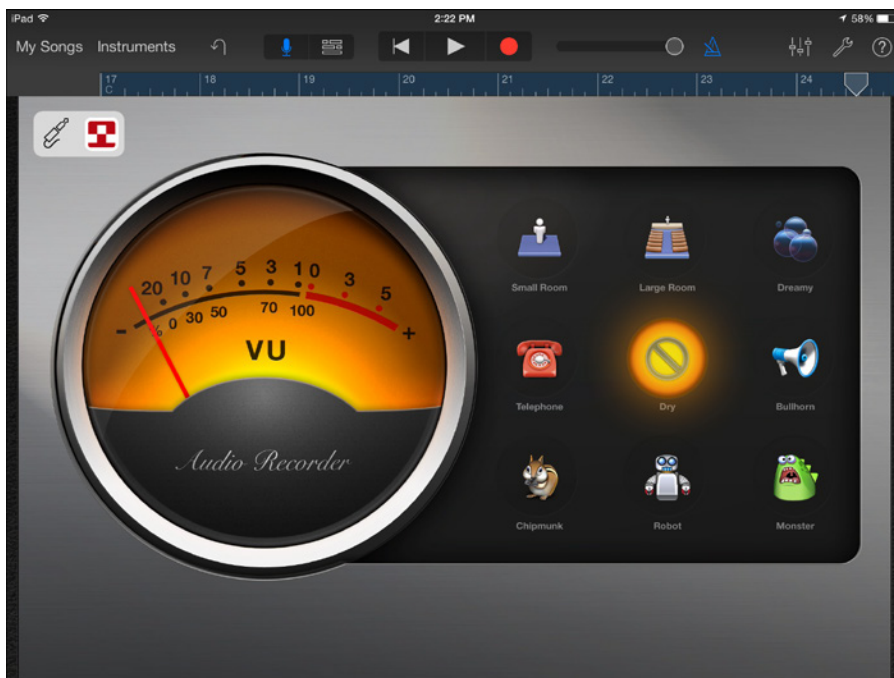 iPad 2:22 PM 58%
My Songs Instruments
17 18 19 20 21 22 23 24
C
20 10 7 5 3 1 0 3 5
- % 0 30 50 70 100 +
VU
Audio Recorder
Small Room Large Room Dreamy
Telephone Dry Bullhorn
Chipmunk Robot Monster